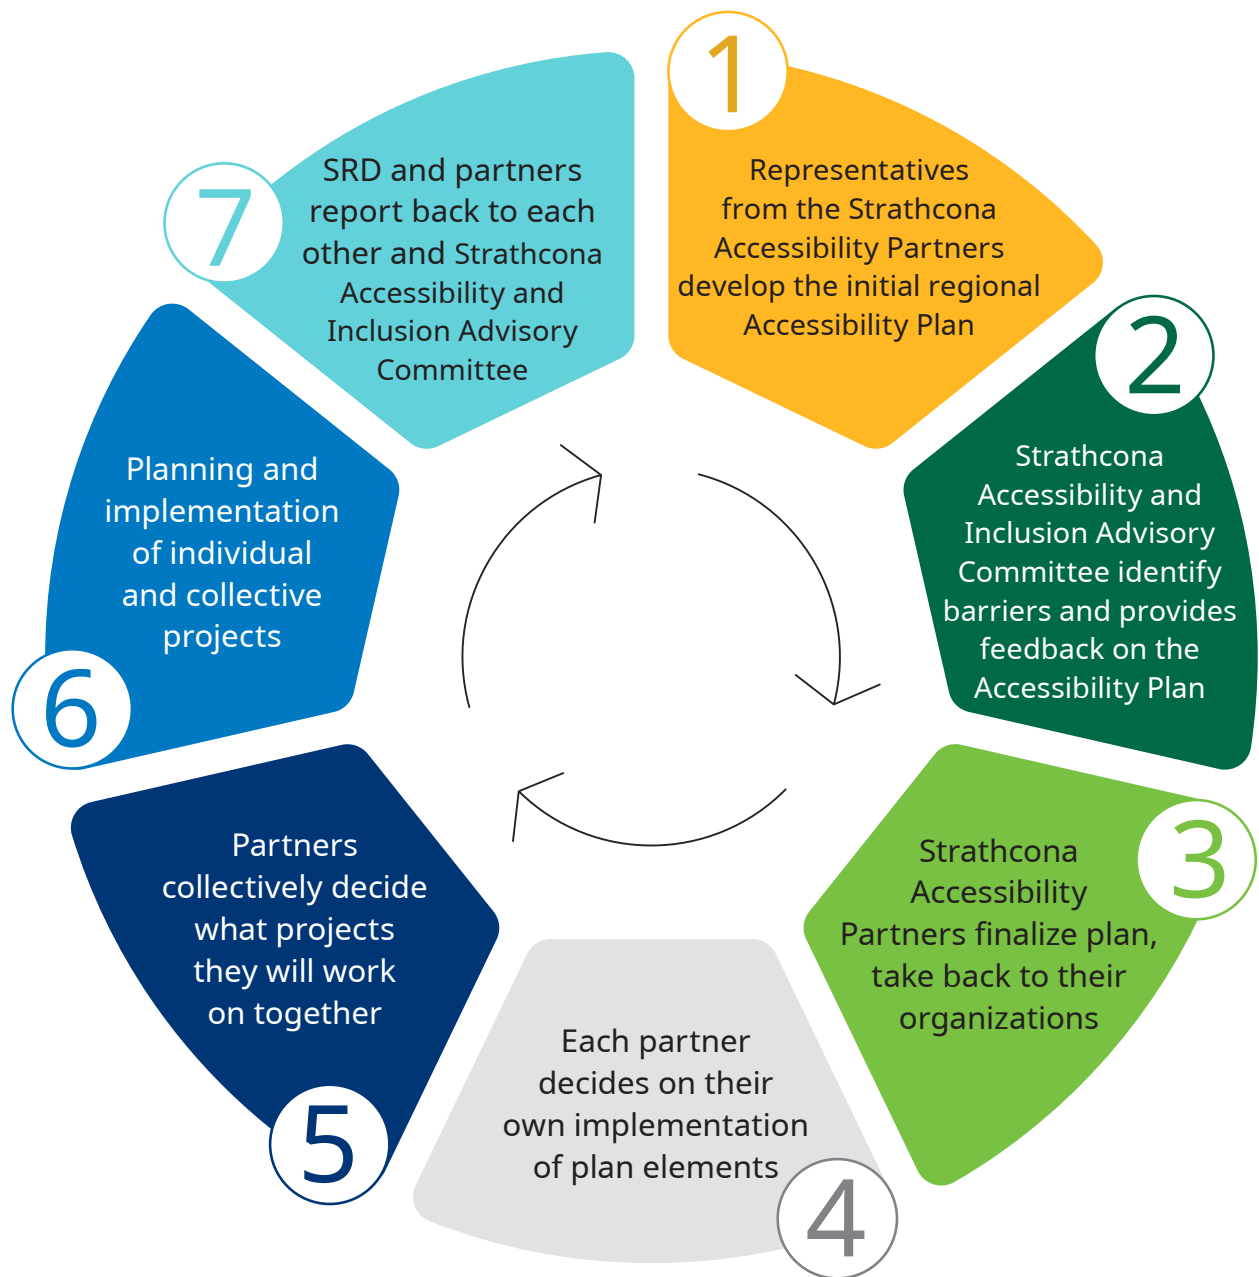 1
Representatives
from the Strathcona
Accessibility Partners
develop the initial regional
Accessibility Plan
2
Strathcona
Accessibility and
Inclusion Advisory
Committee identify
barriers and provides
feedback on the
Accessibility Plan
3
Strathcona
Accessibility
Partners finalize plan,
take back to their
organizations
4
Each partner
decides on their
own implementation
of plan elements
5
Partners
collectively decide
what projects
they will work
on together
6
Planning and
implementation
of individual
and collective
projects
7
SRD and partners
report back to each
other and Strathcona
Accessibility and
Inclusion Advisory
Committee